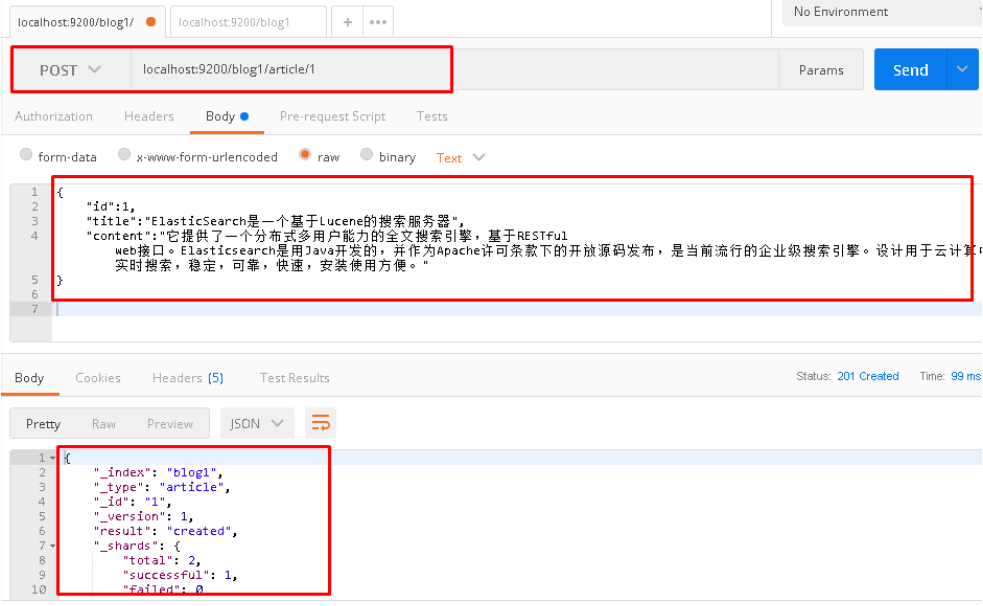 localhost:9200/blog1/
localhost:9200/blog1
+
•••
No Environment
POST
localhost:9200/blog1/article/1
Params
Send
Authorization
Headers
Body
Pre-request Script
Tests
form-data
x-www-form-urlencoded
raw
binary
Text
1 {
2 "id":1,
3 "title":"ElasticSearch是一个基于Lucene的搜索服务器",
4 "content":"它提供了一个分布式多用户能力的全文搜索引擎，基于RESTful
web接口。Elasticsearch是用Java开发的，并作为Apache许可条款下的开放源码发布，是当前流行的企业级搜索引擎。设计用于云计算
实时搜索，稳定，可靠，快速，安装使用方便。"
5 }
6
7
Body
Cookies
Headers (5)
Test Results
Status: 201 Created
Time: 99 ms
Pretty
Raw
Preview
JSON
1 {
2 "_index": "blog1",
3 "_type": "article",
4 "_id": "1",
5 "_version": 1,
6 "result": "created",
7 "_shards": {
8 "total": 2,
9 "successful": 1,
10 "failed": 0